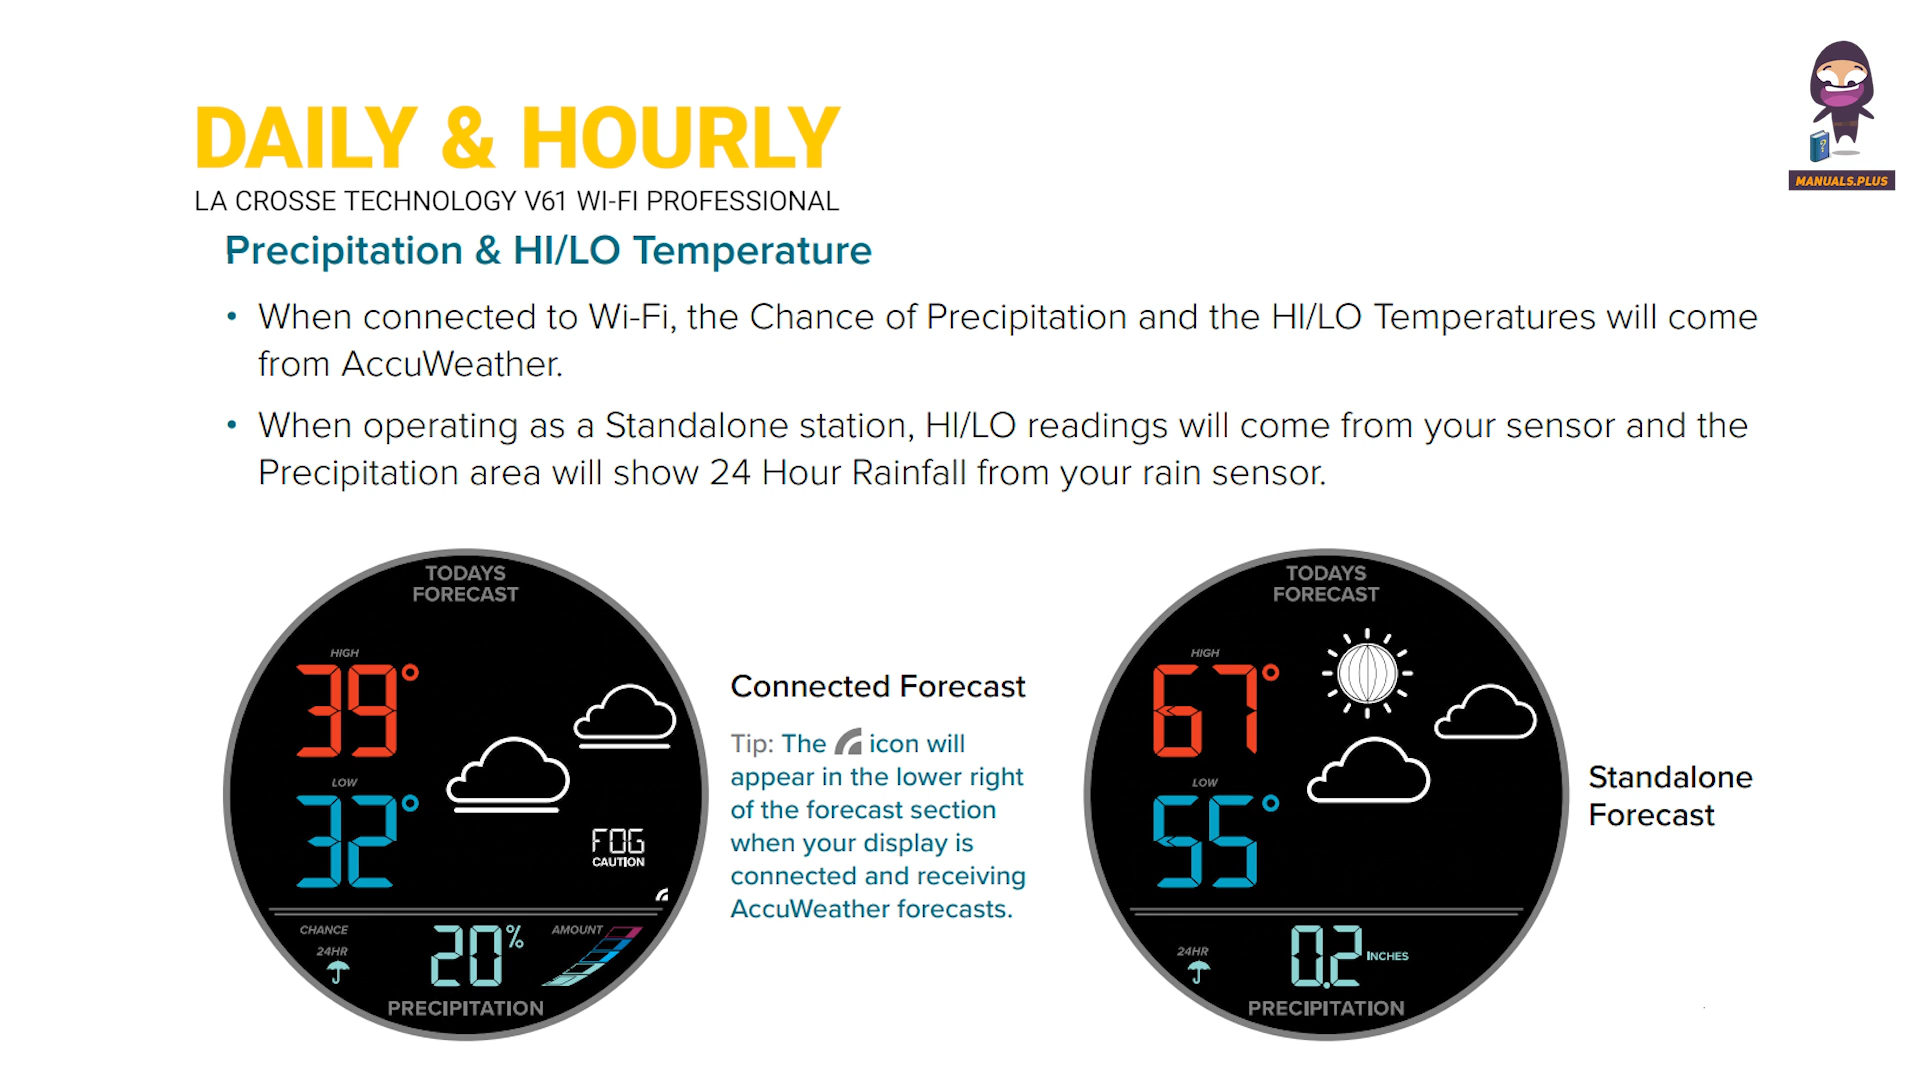 MANUALS.PLUS
DAILY & HOURLY
LA CROSSE TECHNOLOGY V61 WI-FI PROFESSIONAL
Precipitation & HI/LO Temperature
• When connected to Wi-Fi, the Chance of Precipitation and the HI/LO Temperatures will come
from AccuWeather.
• When operating as a Standalone station, HI/LO readings will come from your sensor and the
Precipitation area will show 24 Hour Rainfall from your rain sensor.
TODAYS
FORECAST
HIGH
39°
LOW
32°
FOG
CAUTION
CHANCE
24HR
20%
AMOUNT
PRECIPITATION
Connected Forecast
Tip: The icon will
appear in the lower right
of the forecast section
when your display is
connected and receiving
AccuWeather forecasts.
TODAYS
FORECAST
HIGH
67°
LOW
55°
24HR
0.2 INCHES
PRECIPITATION
Standalone
Forecast